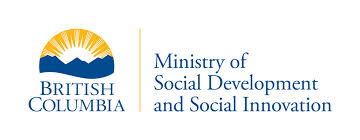 BRITISH
COLUMBIA
Ministry of
Social Development
and Social Innovation